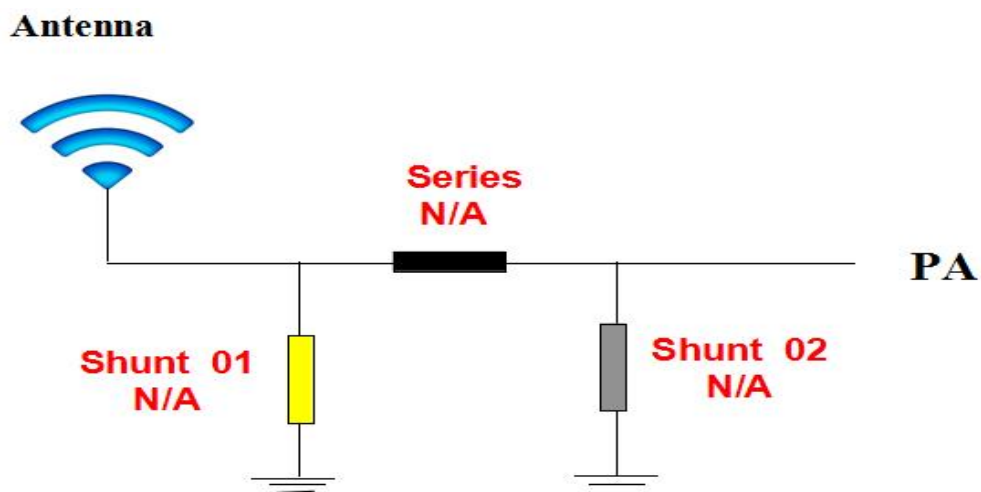 Antenna
Series
N/A
PA
Shunt 01
N/A
Shunt 02
N/A